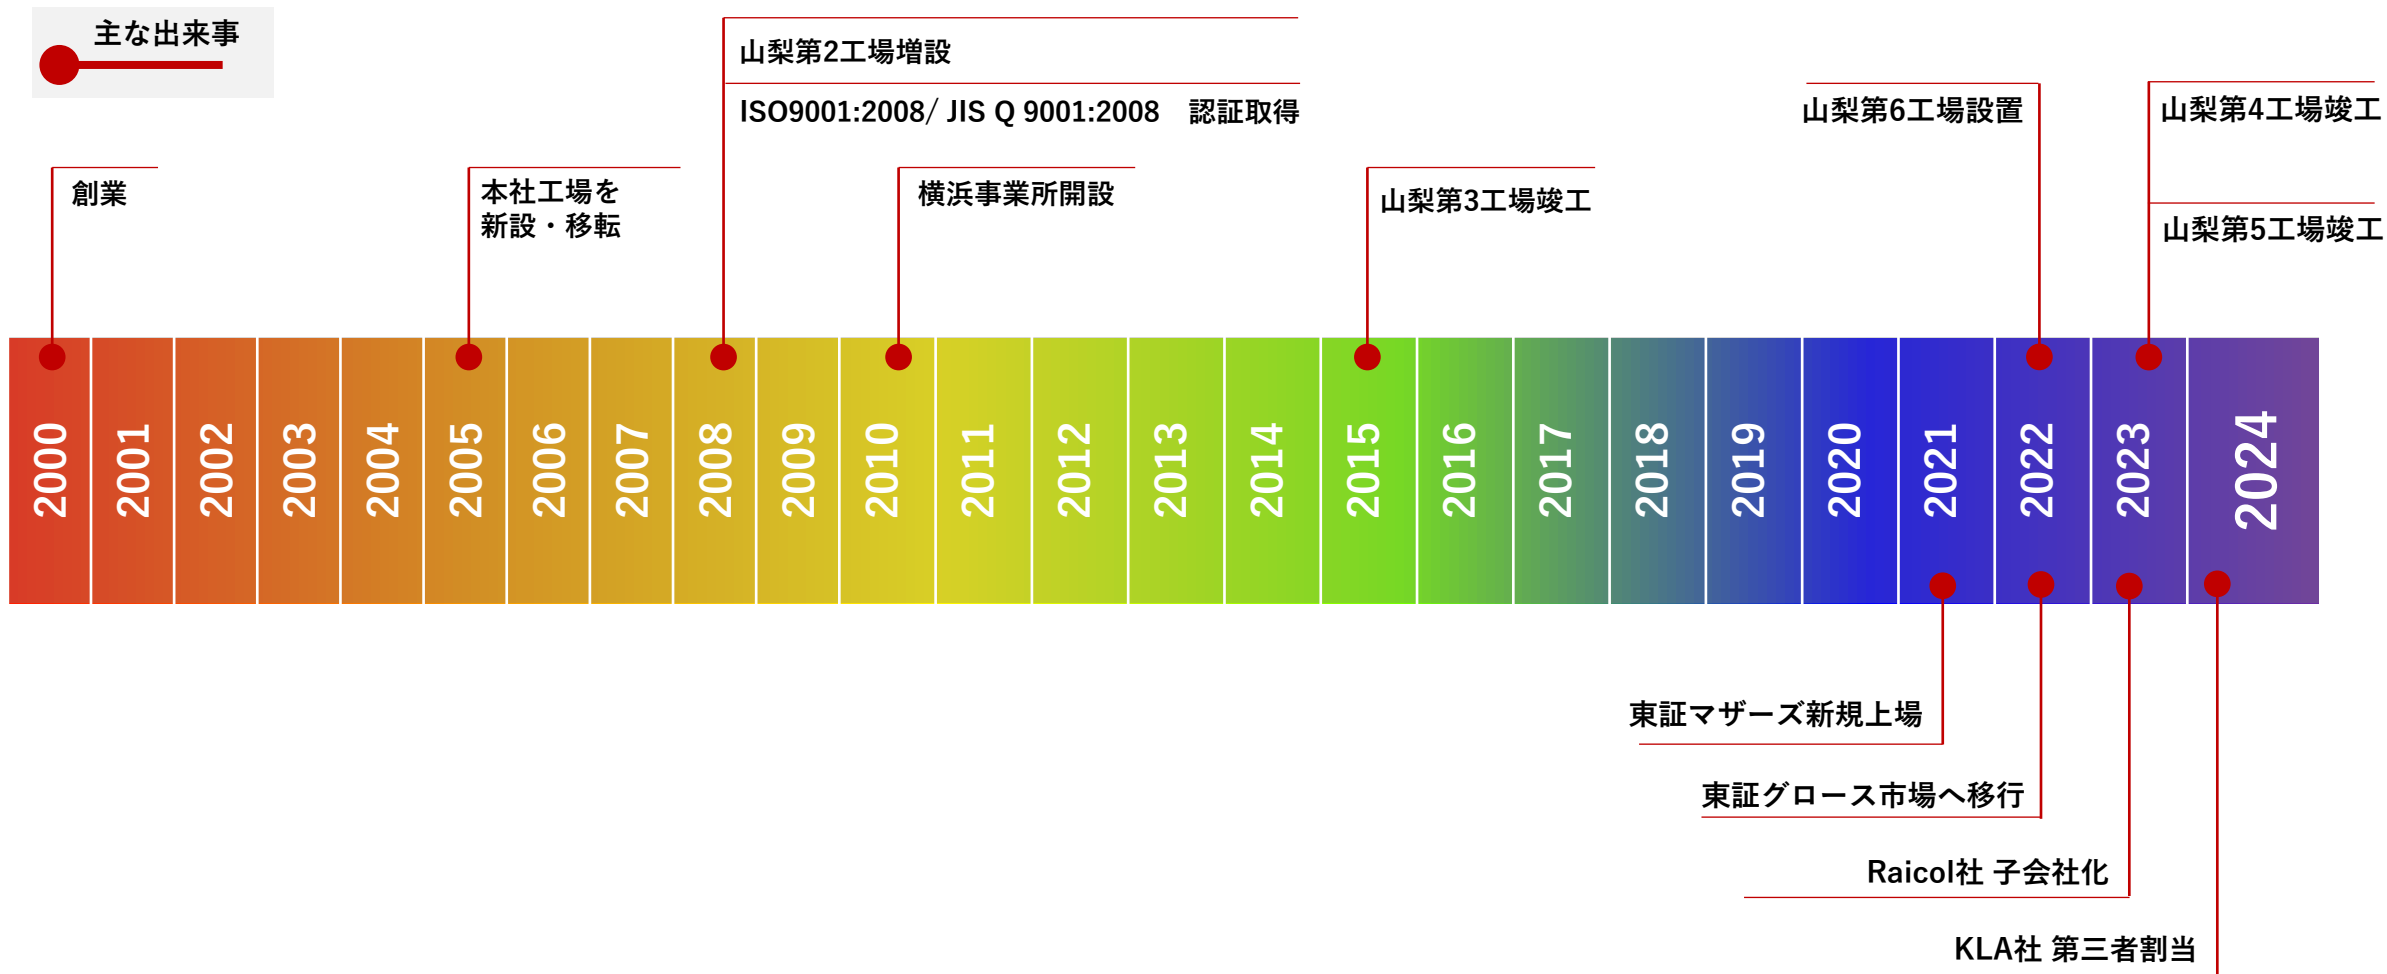 主な出来事
山梨第2工場増設
ISO9001:2008/ JIS Q 9001:2008　認証取得
山梨第6工場設置
山梨第4工場竣工
創業
本社工場を
新設・移転
横浜事業所開設
山梨第3工場竣工
山梨第5工場竣工
2000
2001
2002
2003
2004
2005
2006
2007
2008
2009
2010
2011
2012
2013
2014
2015
2016
2017
2018
2019
2020
2021
2022
2023
2024
東証マザーズ新規上場
東証グロース市場へ移行
Raicol社 子会社化
KLA社 第三者割当